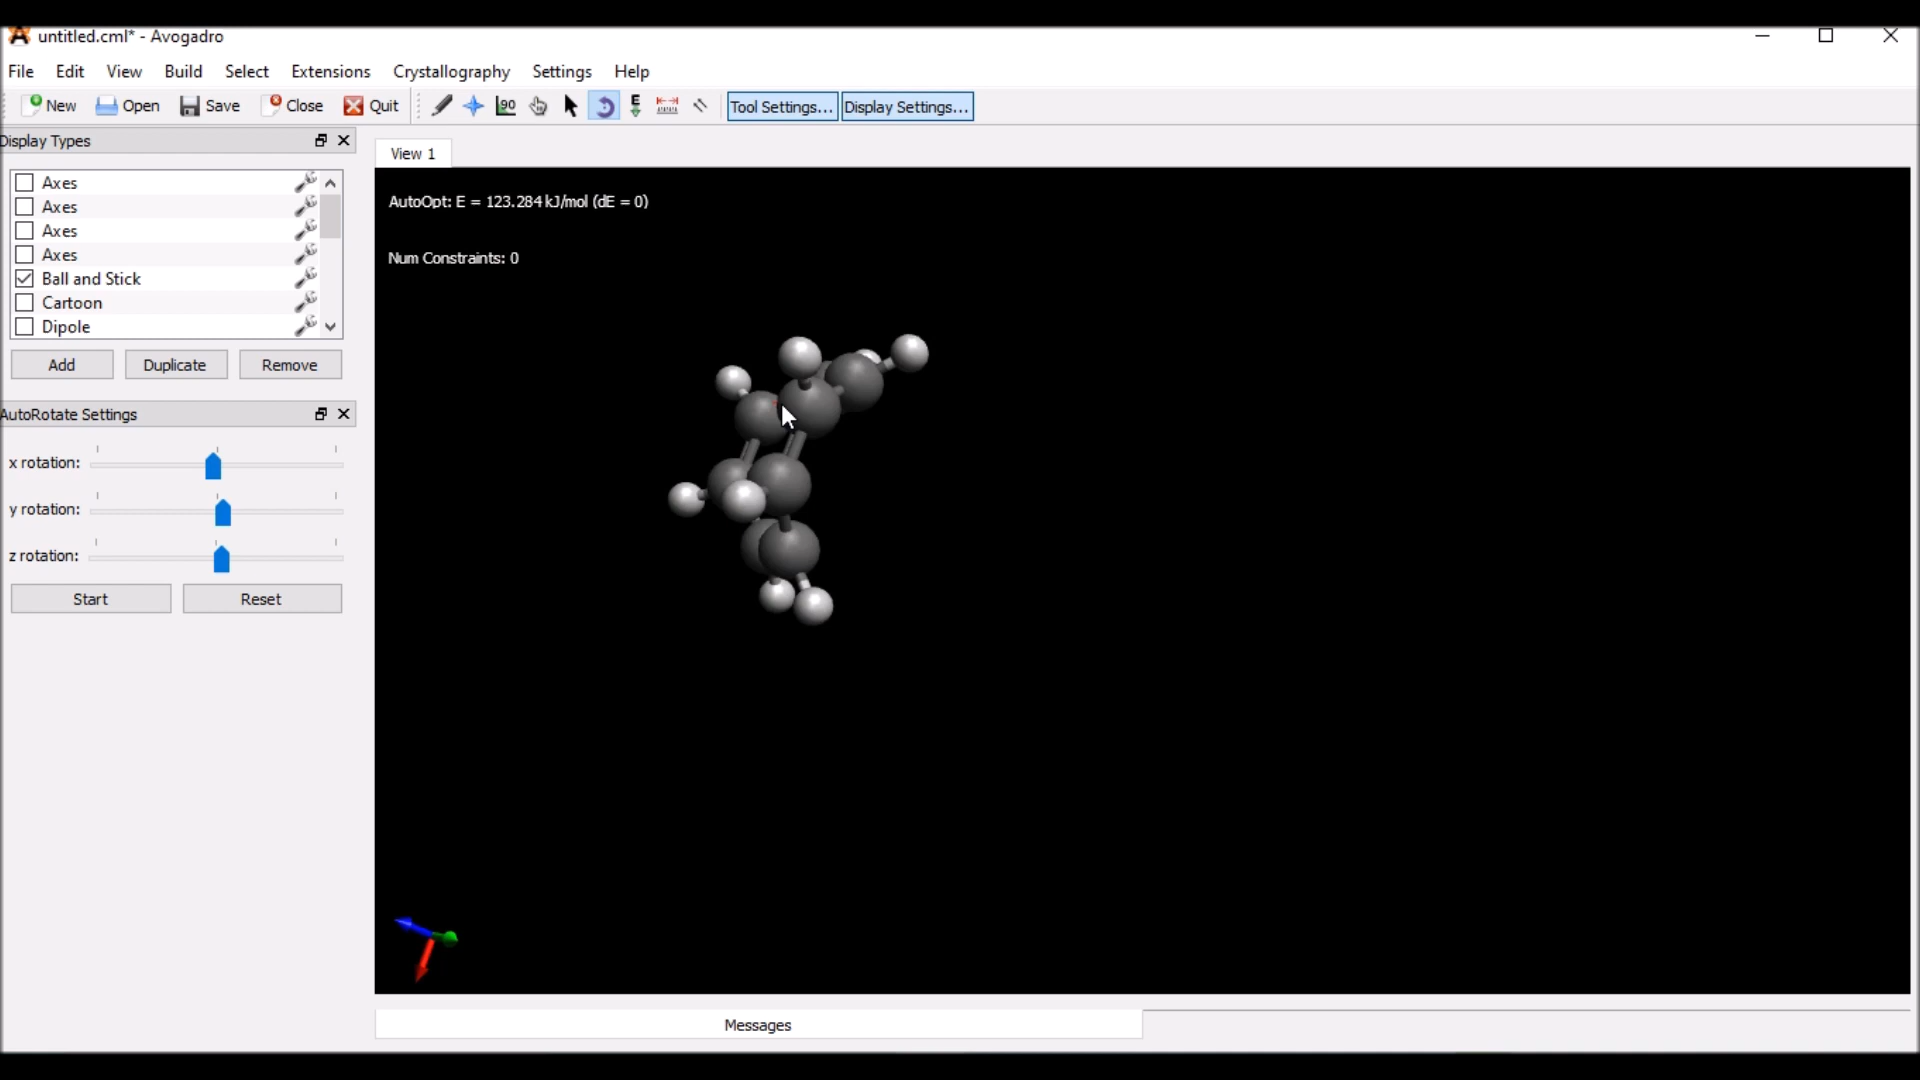 untitled.cml* - Avogadro
File Edit View Build Select Extensions Crystallography Settings Help
New Open Save Close Quit 90 E Tool Settings... Display Settings...
Display Types
Axes
Axes
Axes
Axes
Ball and Stick
Cartoon
Dipole
Add Duplicate Remove
AutoRotate Settings
x rotation:
y rotation:
z rotation:
Start Reset
View 1
AutoOpt: E = 123.284 kJ/mol (dE = 0)
Num Constraints: 0
Messages